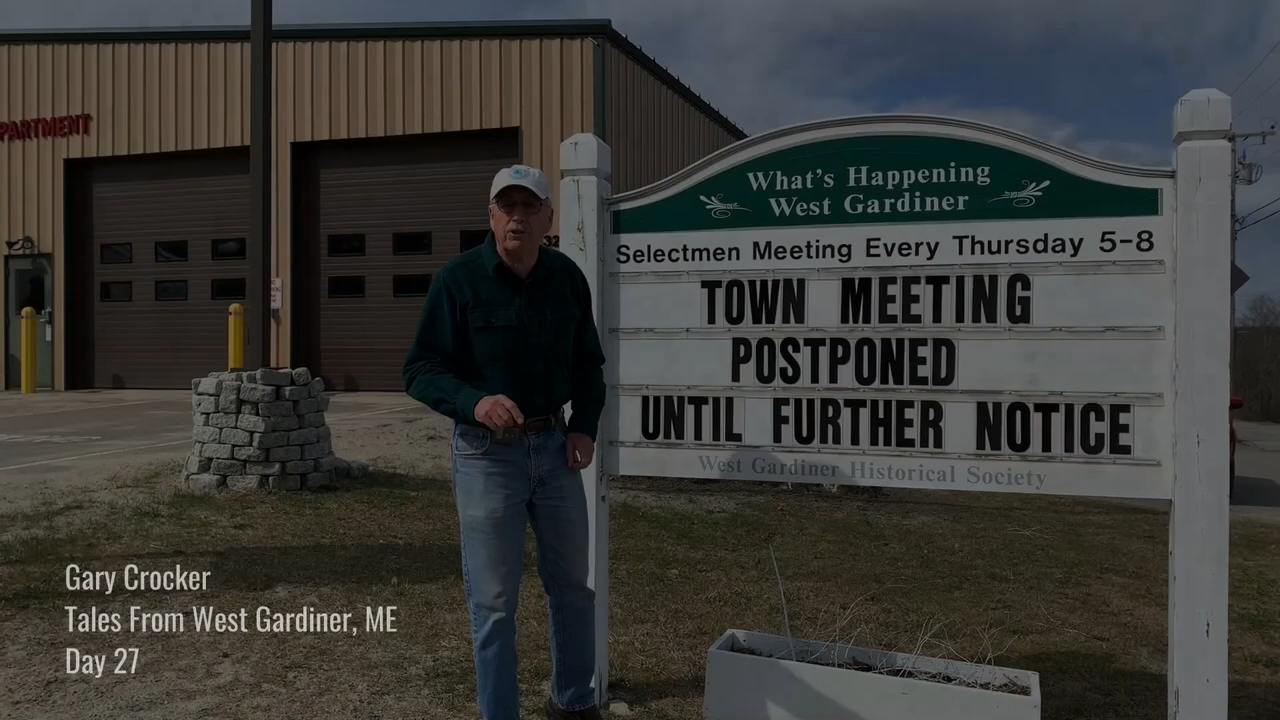 PARTMENT
32
What's Happening
West Gardiner
Selectmen Meeting Every Thursday 5-8
TOWN MEETING
POSTPONED
UNTIL FURTHER NOTICE
West Gardiner Historical Society
Gary Crocker
Tales From West Gardiner, ME
Day 27